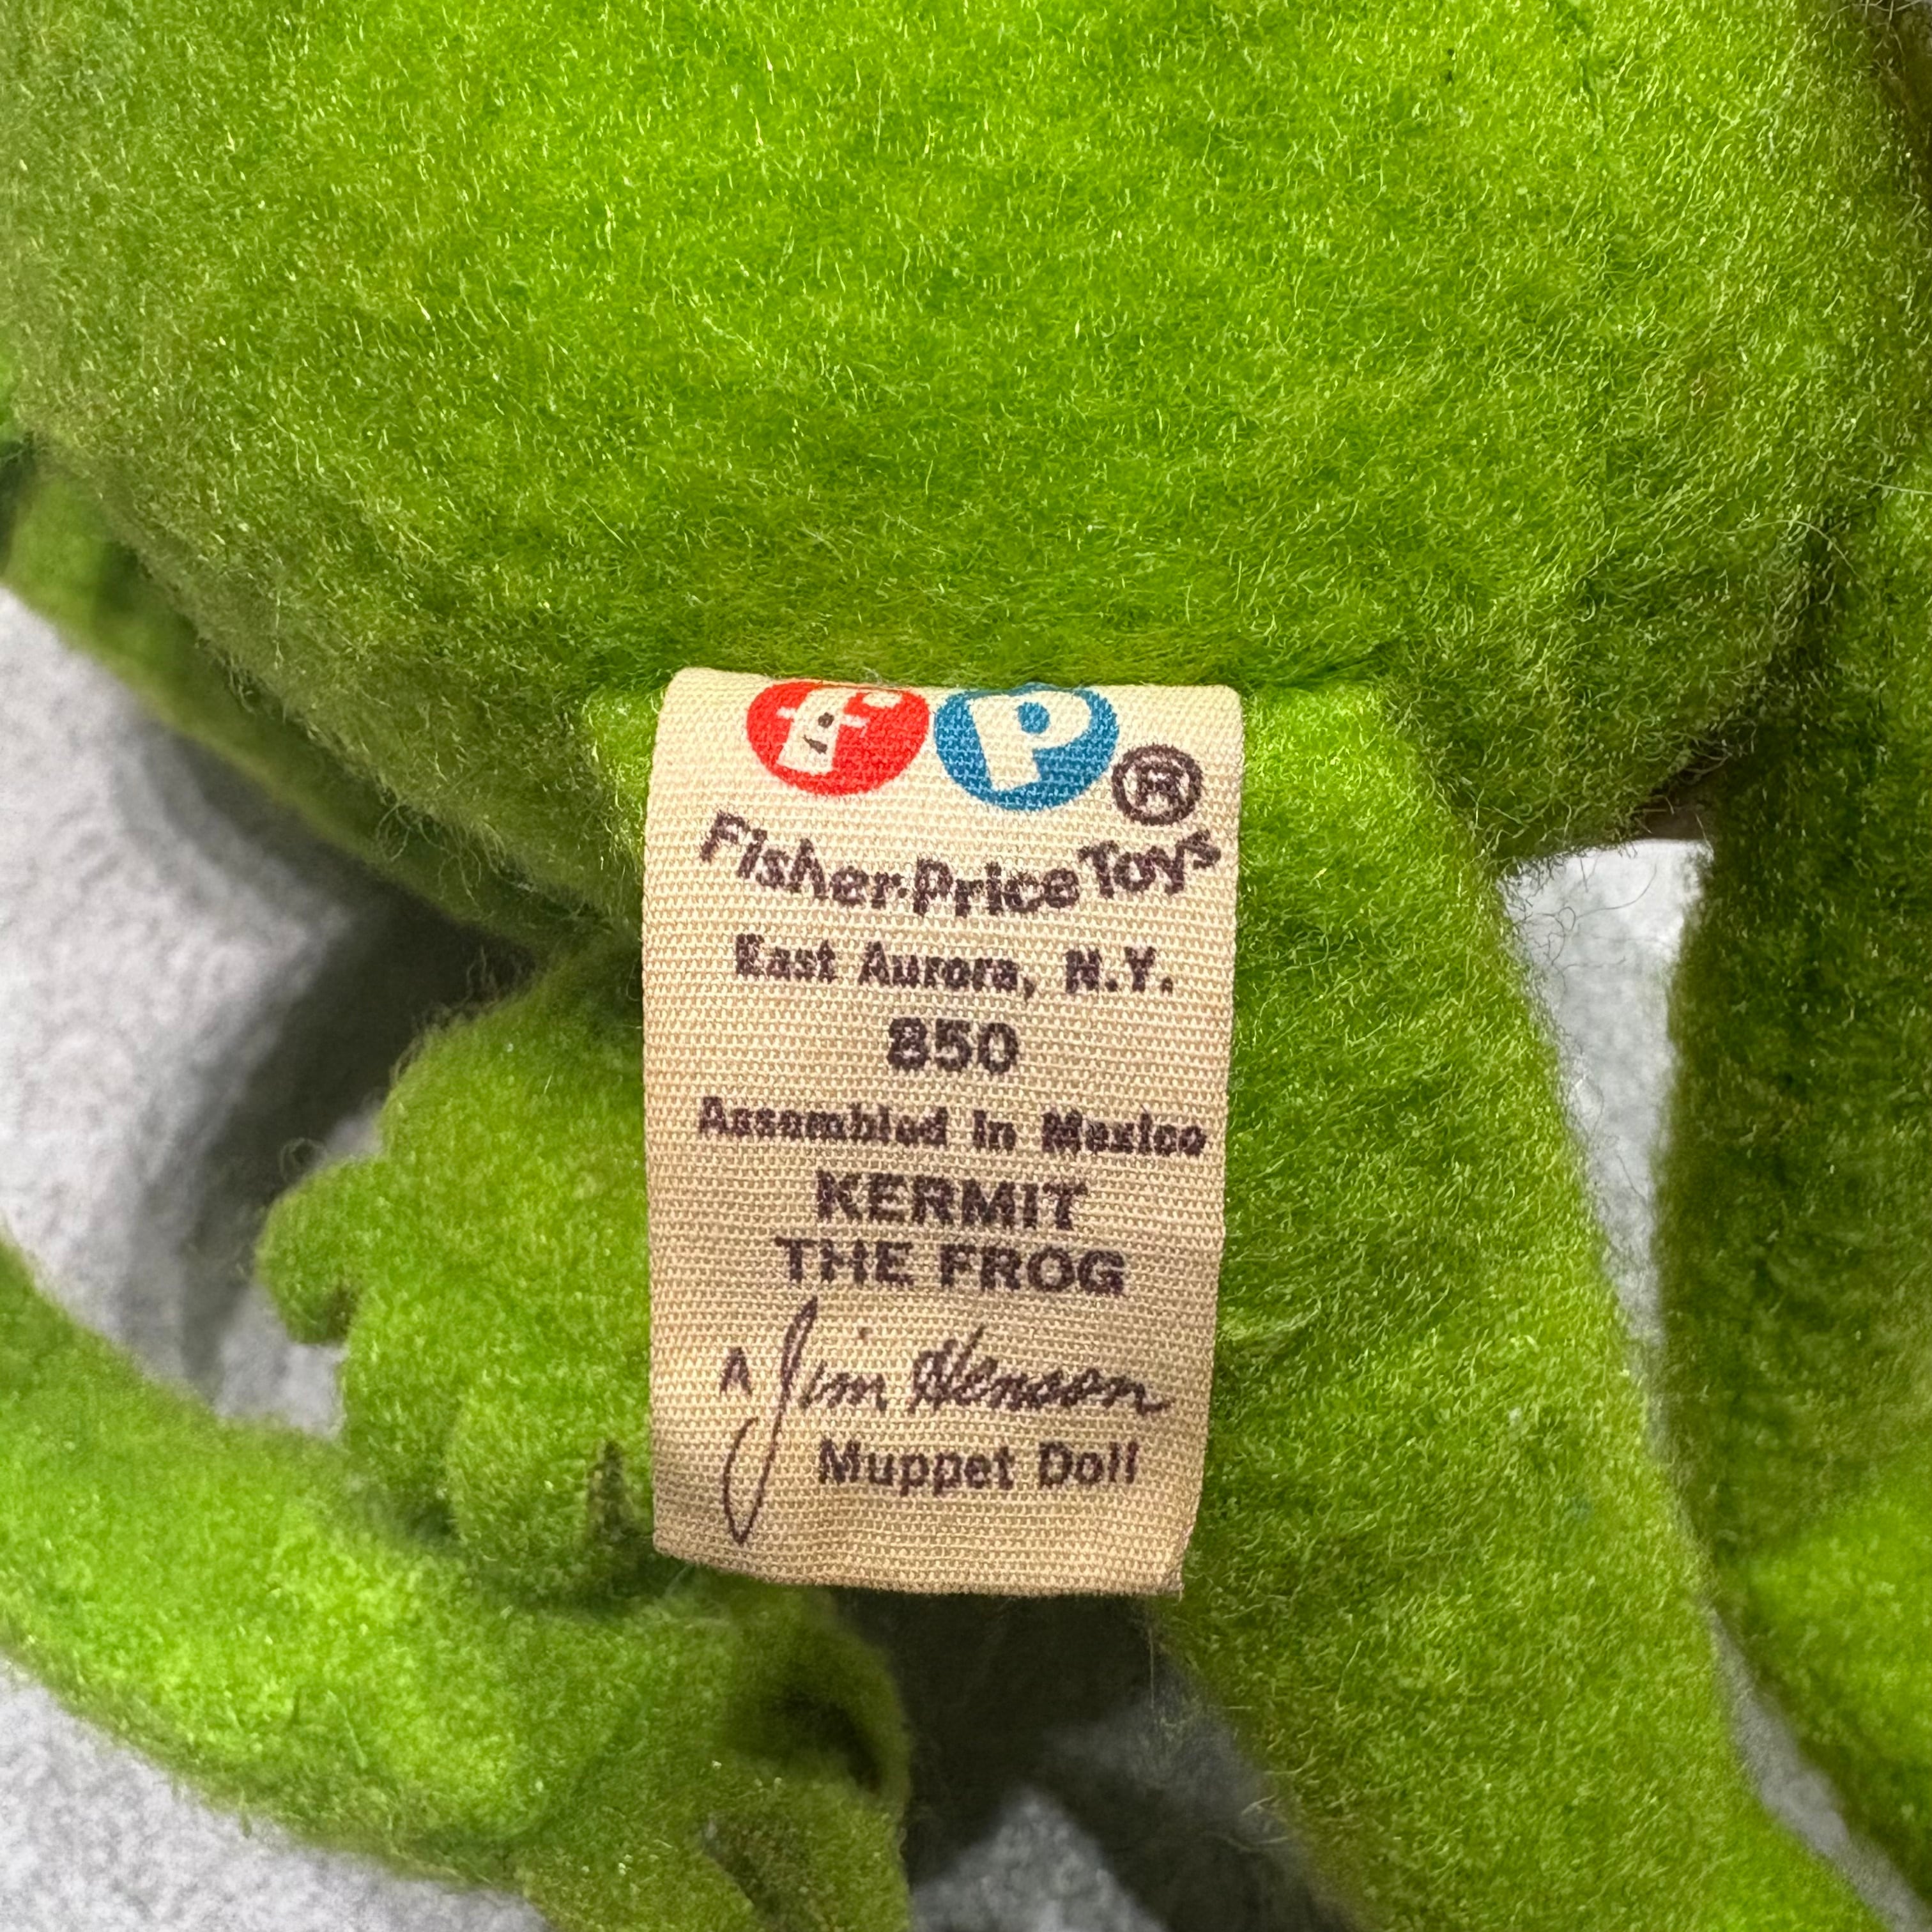 FP®
Fisher-Price Toys
East Aurora, N.Y.
850
Assembled in Mexico
KERMIT
THE FROG
A Jim Henson
Muppet Doll